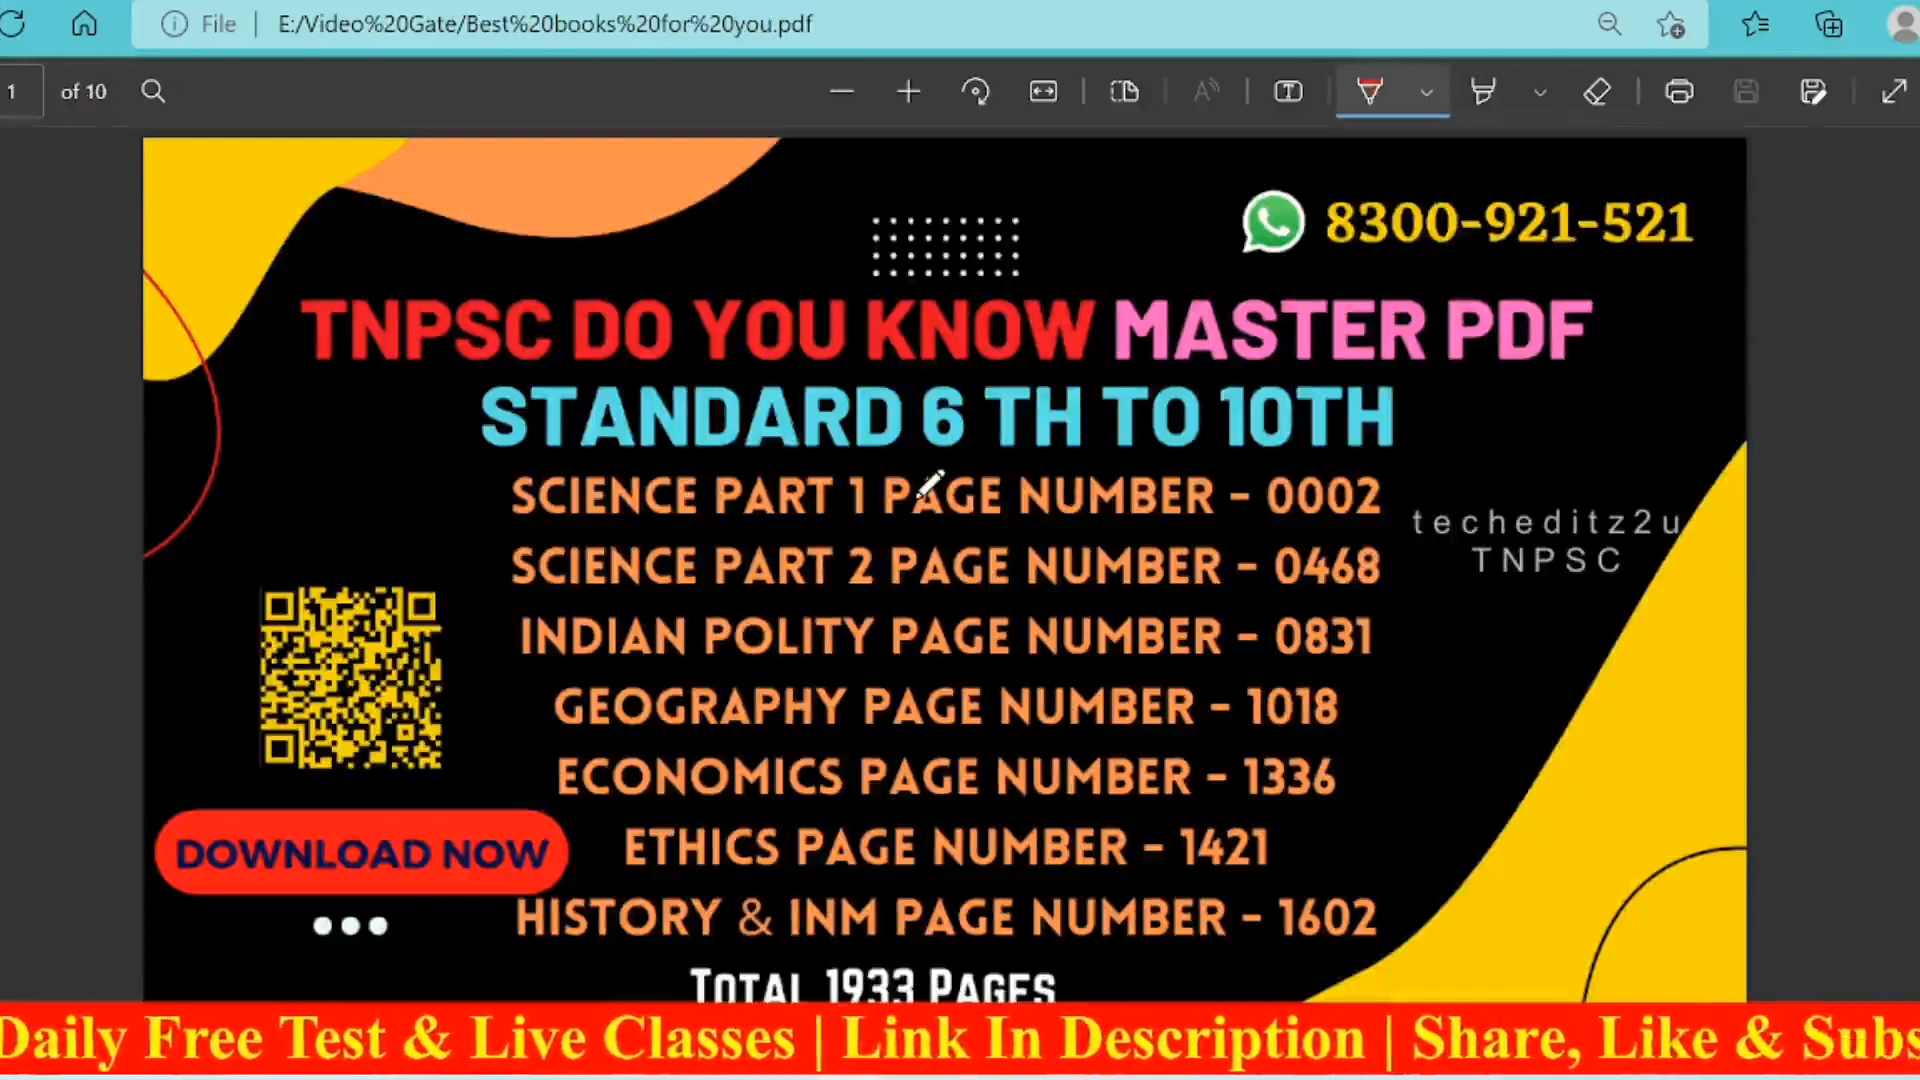 File | E:/Video%20Gate/Best%20books%20for%20you.pdf
1 of 10
8300-921-521
TNPSC DO YOU KNOW MASTER PDF
STANDARD 6 TH TO 10TH
SCIENCE PART 1 PAGE NUMBER - 0002
SCIENCE PART 2 PAGE NUMBER - 0468
techeditz2u
TNPSC
INDIAN POLITY PAGE NUMBER - 0831
GEOGRAPHY PAGE NUMBER - 1018
ECONOMICS PAGE NUMBER - 1336
ETHICS PAGE NUMBER - 1421
DOWNLOAD NOW
HISTORY & INM PAGE NUMBER - 1602
TOTAL 1933 PAGES
Daily Free Test & Live Classes | Link In Description | Share, Like & Subs